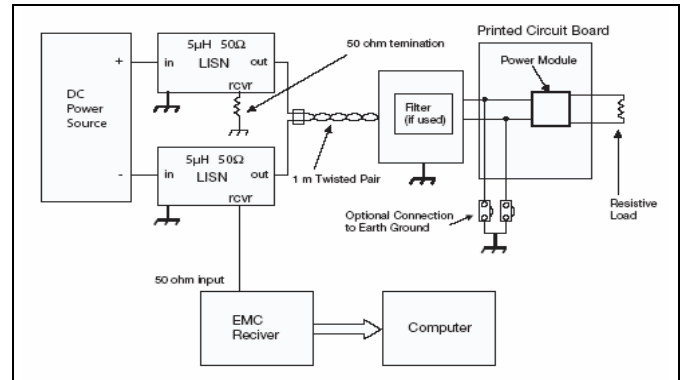 Printed Circuit Board
5µH 50Ω
LISN
in
out
rcvr
50 ohm temination
Power Module
+
DC
Power
Source
-
Filter
(if used)
5µH 50Ω
LISN
in
out
rcvr
1 m Twisted Pair
Optional Connection
to Earth Ground
Resistive
Load
50 ohm input
EMC
Reciver
Computer